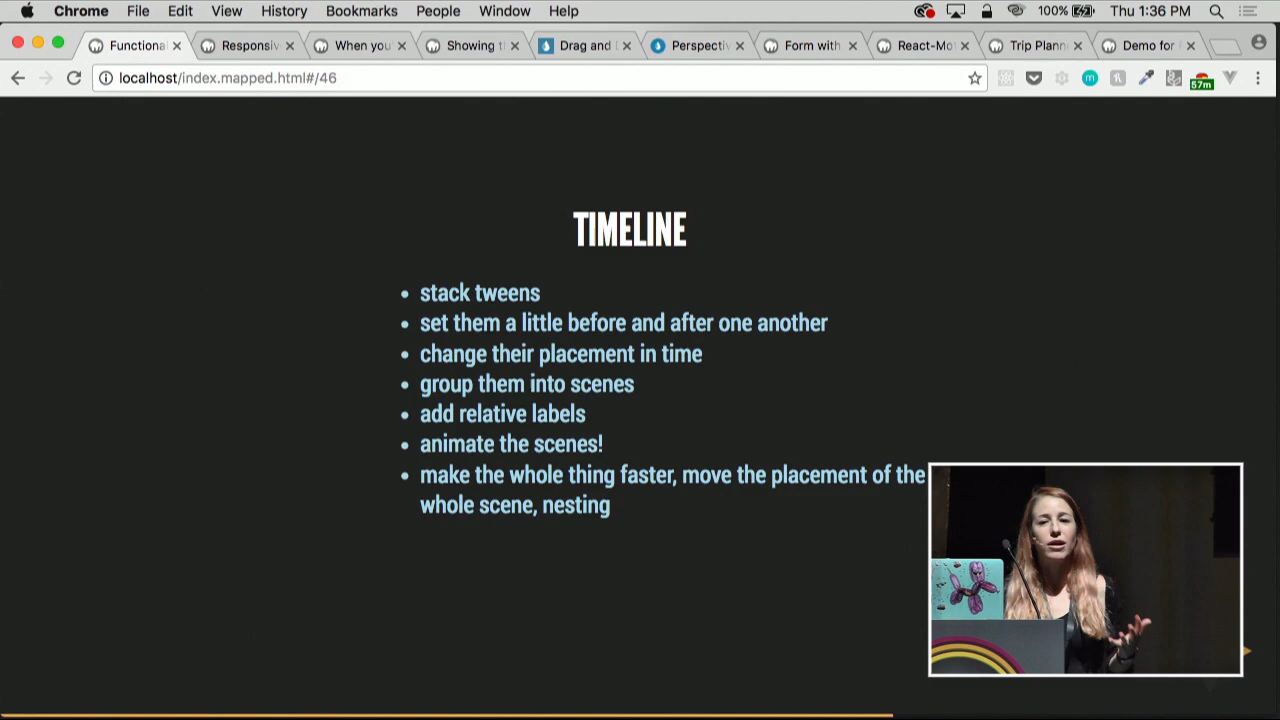 Chrome File Edit View History Bookmarks People Window Help 100% Thu 1:36 PM
Functiona Responsiv When you Showing t Drag and Perspectiv Form with React-Mo Trip Plann Demo for
localhost/index.mapped.html#/46
57m
TIMELINE
• stack tweens
• set them a little before and after one another
• change their placement in time
• group them into scenes
• add relative labels
• animate the scenes!
• make the whole thing faster, move the placement of the
whole scene, nesting